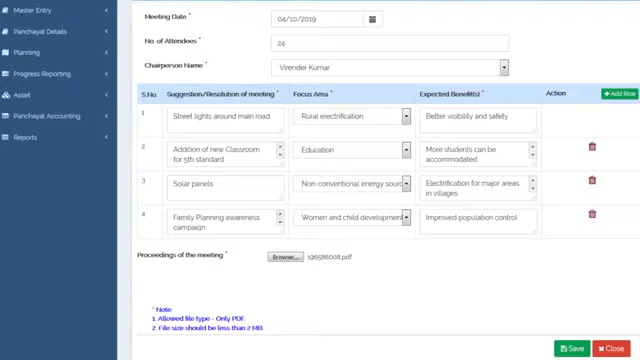 Master Entry
Panchayat Details
Planning
Progress Reporting
Asset
Panchayat Accounting
Reports
Meeting Date * 04/10/2019
No. of Attendees * 24
Chairperson Name * Virender Kumar
S.No. Suggestion/Resolution of meeting * Focus Area * Expected Benefit(s) * Action + Add Row
1 Street lights around main road Rural electrification Better visibility and safety
2 Addition of new Classroom Education More students can be
for 5th standard accommodated
3 Solar panels Non-conventional energy sourc Electrification for major areas
in villages
4 Family Planning awareness Women and child development Improved population control
campaign
Proceedings of the meeting * Browse... 196586008.pdf
* Note:
1. Allowed file type - Only PDF.
2. File size should be less than 2 MB.
Save Close